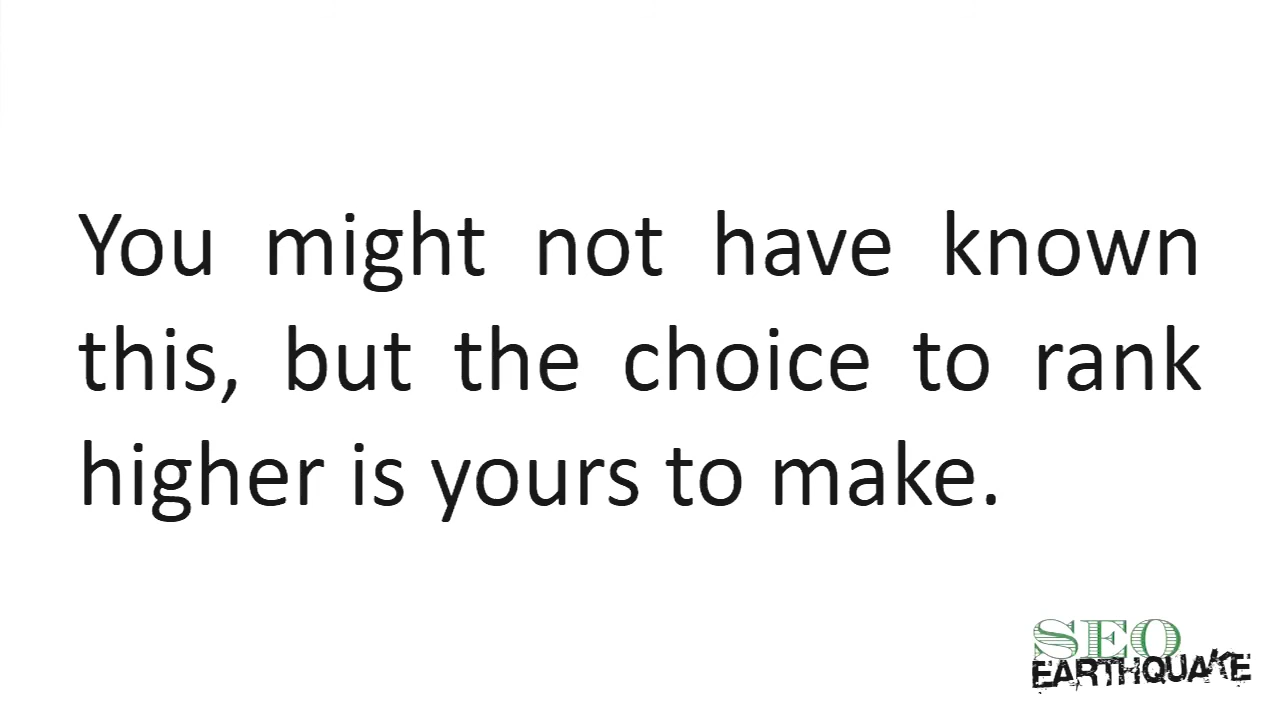 You might not have known
this, but the choice to rank
higher is yours to make.
SEO
EARTHQUAKE